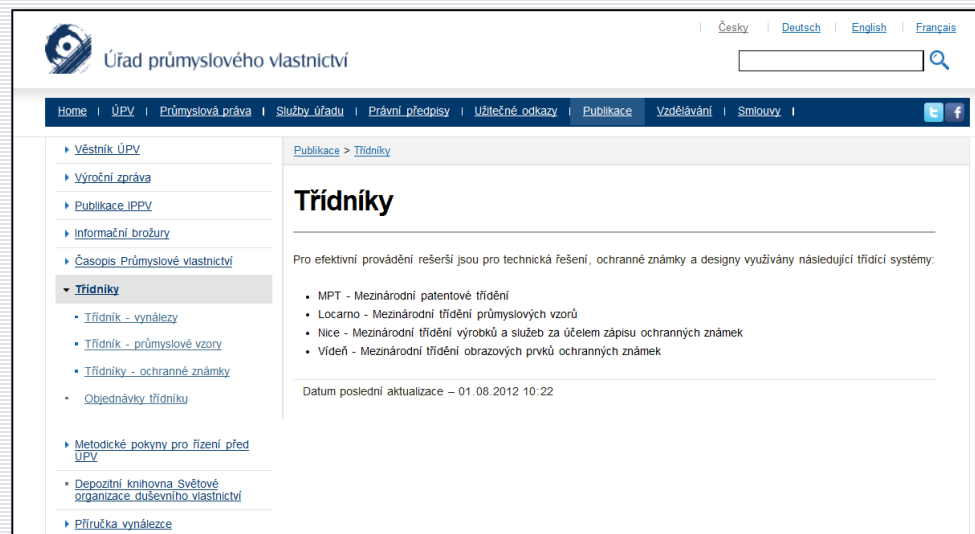 Česky | Deutsch | English | Français
Úřad průmyslového vlastnictví
Home | ÚPV | Průmyslová práva | Služby úřadu | Právní předpisy | Užitečné odkazy | Publikace Vzdělávání | Smlouvy |
Věstník ÚPV
Výroční zpráva
Publikace IPPV
Informační brožury
Časopis Průmyslové vlastnictví
Třídníky
Třídník - vynálezy
Třídník - průmyslové vzory
Třídníky - ochranné známky
Objednávky třídníku
Metodické pokyny pro řízení před
ÚPV
Depozitní knihovna Světové
organizace duševního vlastnictví
Příručka vynálezce
Publikace > Třídníky
Třídníky
Pro efektivní provádění rešerší jsou pro technická řešení, ochranné známky a designy využívány následující třídící systémy:
MPT - Mezinárodní patentové třídění
Locarno - Mezinárodní třídění průmyslových vzorů
Nice - Mezinárodní třídění výrobků a služeb za účelem zápisu ochranných známek
Vídeň - Mezinárodní třídění obrazových prvků ochranných známek
Datum poslední aktualizace – 01.08.2012 10:22